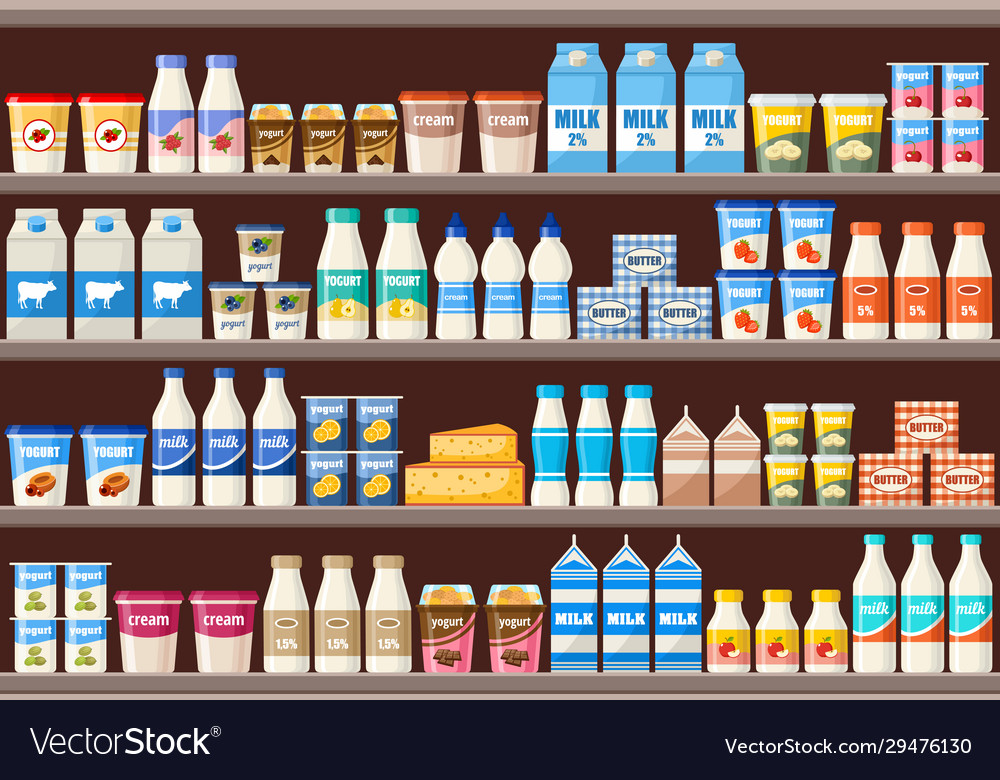 yogurt yogurt
yogurt yogurt yogurt cream cream MILK 2% MILK 2% MILK 2% YOGURT YOGURT
yogurt yogurt
yogurt
yogurt yogurt
YOGURT YOGURT
cream cream cream
BUTTER
BUTTER BUTTER
YOGURT YOGURT
YOGURT YOGURT
5% 5% 5%
YOGURT YOGURT
milk milk milk
yogurt yogurt
yogurt yogurt
YOGURT YOGURT
YOGURT YOGURT
BUTTER
BUTTER BUTTER
yogurt yogurt
yogurt yogurt
cream cream
1,5% 1,5% 1,5%
yogurt yogurt
MILK MILK MILK
milk milk milk
VectorStock®
VectorStock.com/29476130